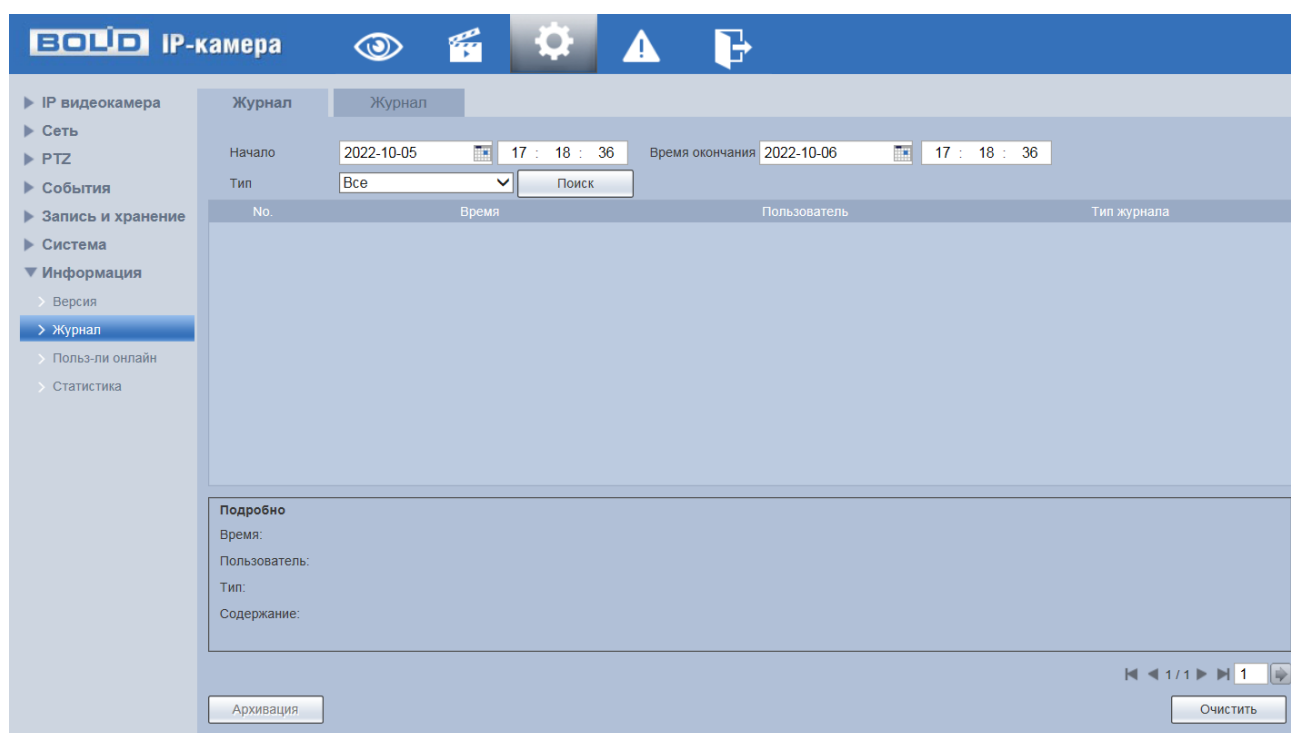 BOLID IP-камера
IP видеокамера
Сеть
PTZ
События
Запись и хранение
Система
Информация
Версия
Журнал
Польз-ли онлайн
Статистика
Журнал Журнал
Начало 2022-10-05 17 : 18 : 36 Время окончания 2022-10-06 17 : 18 : 36
Тип Все Поиск
No. Время Пользователь Тип журнала
Подробно
Время:
Пользователь:
Тип:
Содержание:
1 / 1 1
Архивация Очистить